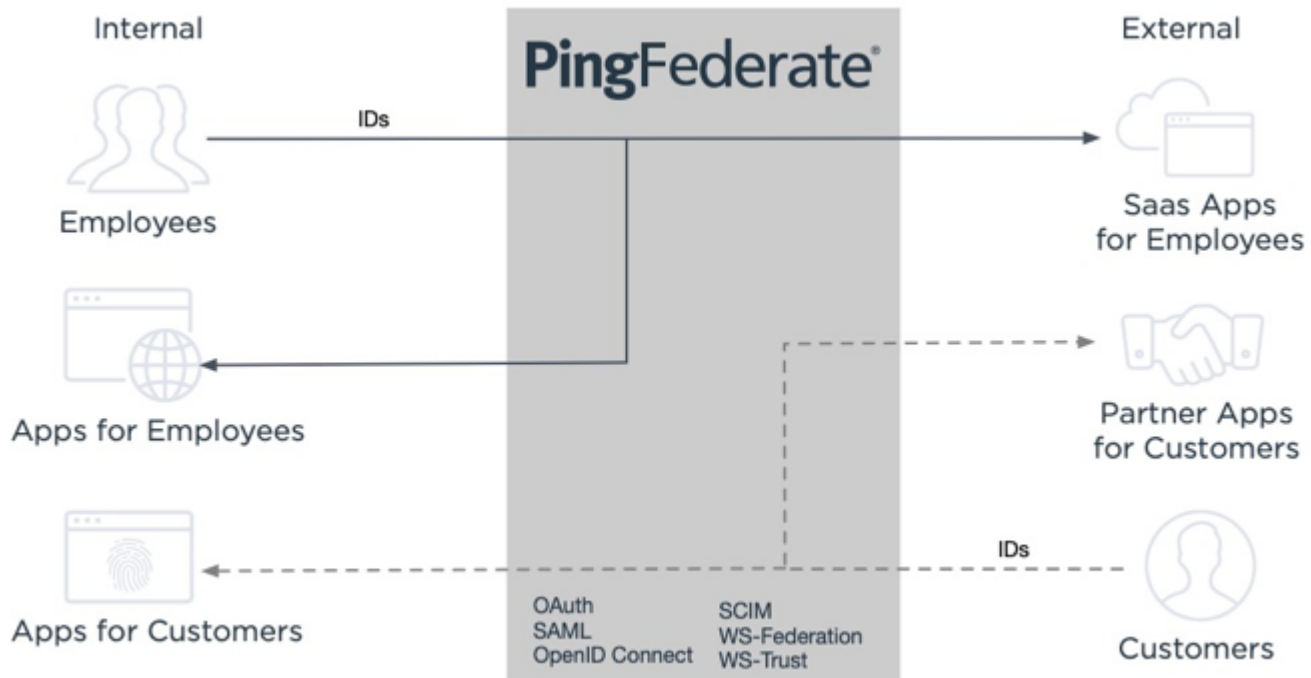 Internal
PingFederate®
External
IDs
Employees
Saas Apps
for Employees
Apps for Employees
Partner Apps
for Customers
IDs
Apps for Customers
OAuth
SAML
OpenID Connect
SCIM
WS-Federation
WS-Trust
Customers